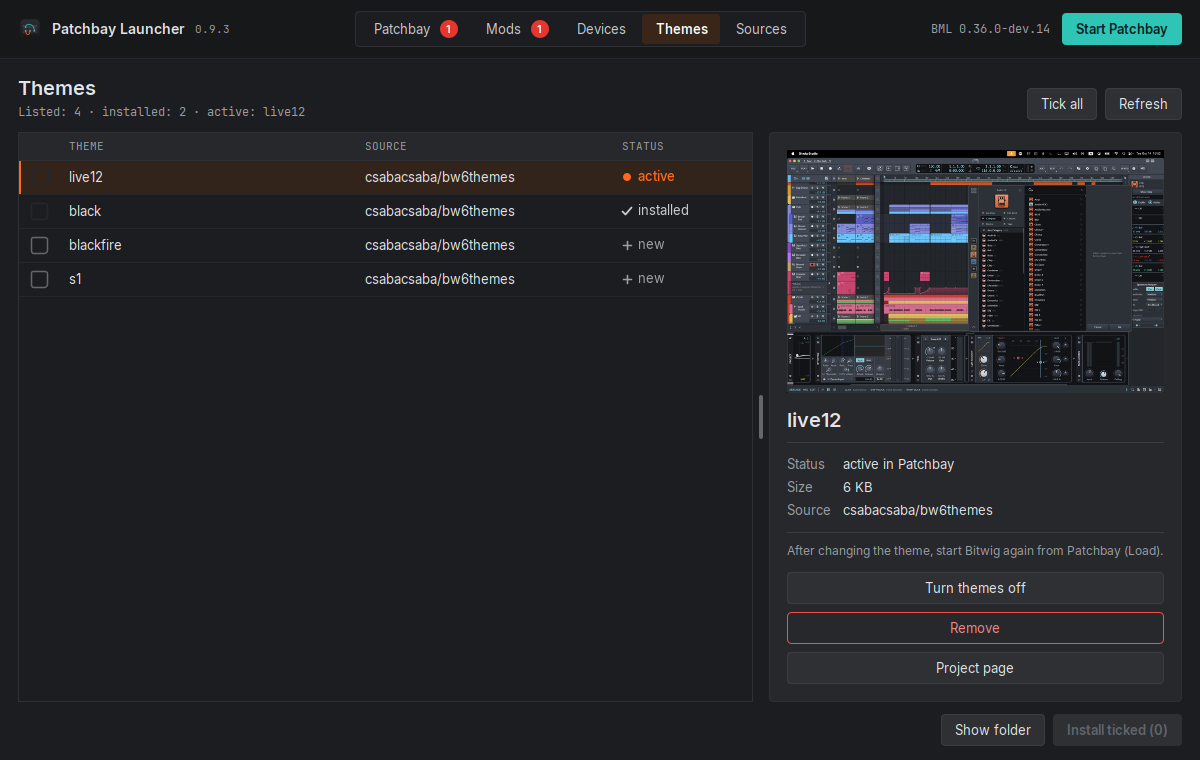 Patchbay Launcher 0.9.3
Patchbay 1 Mods 1 Devices Themes Sources
BML 0.36.0-dev.14 Start Patchbay
Themes
Listed: 4 · installed: 2 · active: live12
Tick all Refresh
THEME SOURCE STATUS
live12 csabacsaba/bw6themes active
black csabacsaba/bw6themes installed
blackfire csabacsaba/bw6themes new
s1 csabacsaba/bw6themes new
live12
Status active in Patchbay
Size 6 KB
Source csabacsaba/bw6themes
After changing the theme, start Bitwig again from Patchbay (Load).
Turn themes off
Remove
Project page
Show folder Install ticked (0)